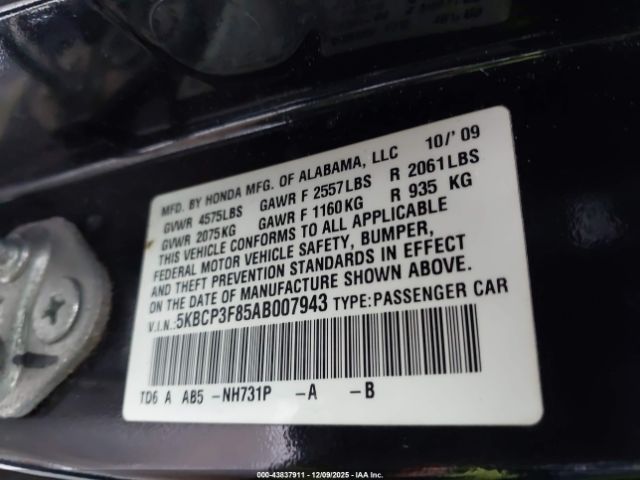 MFD. BY HONDA MFG. OF ALABAMA, LLC 10/'09
GVWR 4575LBS GAWR F 2557LBS R 2061LBS
GVWR 2075KG GAWR F 1160KG R 935 KG
THIS VEHICLE CONFORMS TO ALL APPLICABLE
FEDERAL MOTOR VEHICLE SAFETY, BUMPER,
AND THEFT PREVENTION STANDARDS IN EFFECT
ON THE DATE OF MANUFACTURE SHOWN ABOVE.
V.I.N.: 5KBCP3F85AB007943 TYPE: PASSENGER CAR
TD6 A AB5 -NH731P -A -B
000-43837911 - 12/09/2025 - IAA111